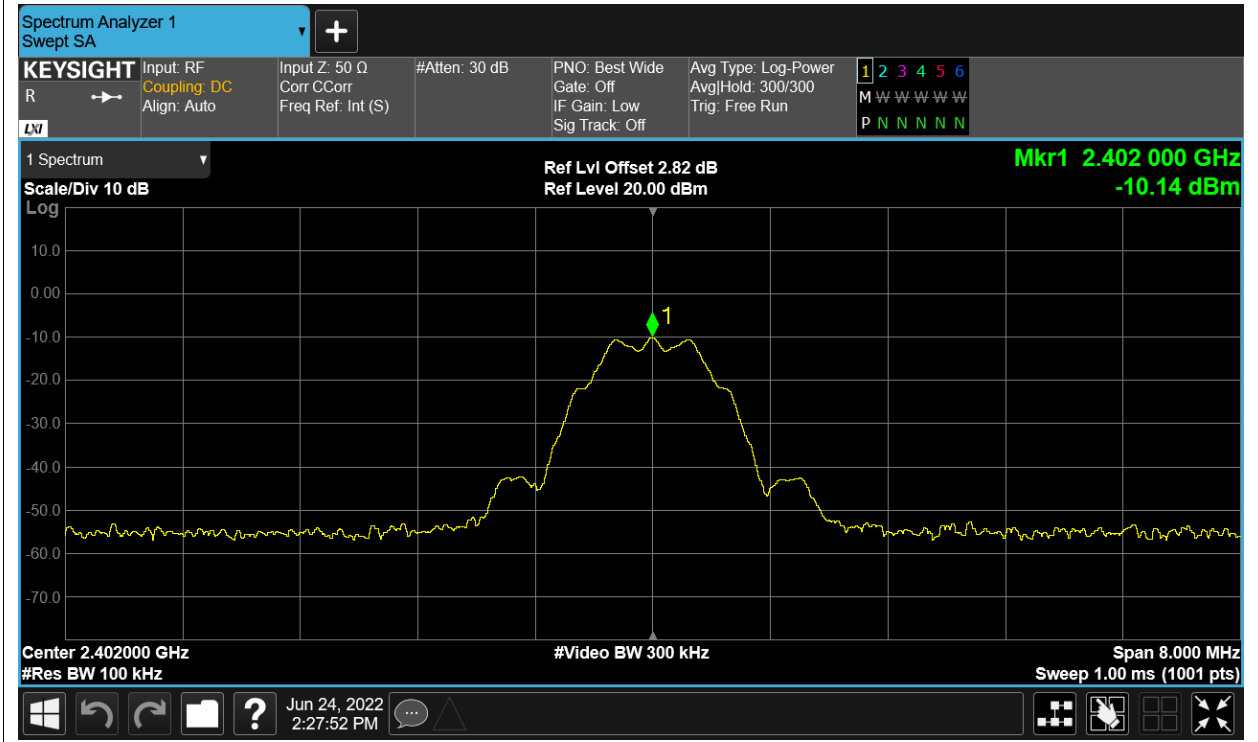 Spectrum Analyzer 1
Swept SA
KEYSIGHT
R
LXI
Input: RF
Coupling: DC
Align: Auto
Input Z: 50 Ω
Corr CCorr
Freq Ref: Int (S)
#Atten: 30 dB
PNO: Best Wide
Gate: Off
IF Gain: Low
Sig Track: Off
Avg Type: Log-Power
Avg|Hold: 300/300
Trig: Free Run
1 2 3 4 5 6
M W W W W W W
P N N N N N N
1 Spectrum
Scale/Div 10 dB
Log
Ref Lvl Offset 2.82 dB
Ref Level 20.00 dBm
Mkr1 2.402 000 GHz
-10.14 dBm
10.0
0.00
1
-10.0
-20.0
-30.0
-40.0
-50.0
-60.0
-70.0
Center 2.402000 GHz
#Video BW 300 kHz
Span 8.000 MHz
#Res BW 100 kHz
Sweep 1.00 ms (1001 pts)
?
Jun 24, 2022
2:27:52 PM